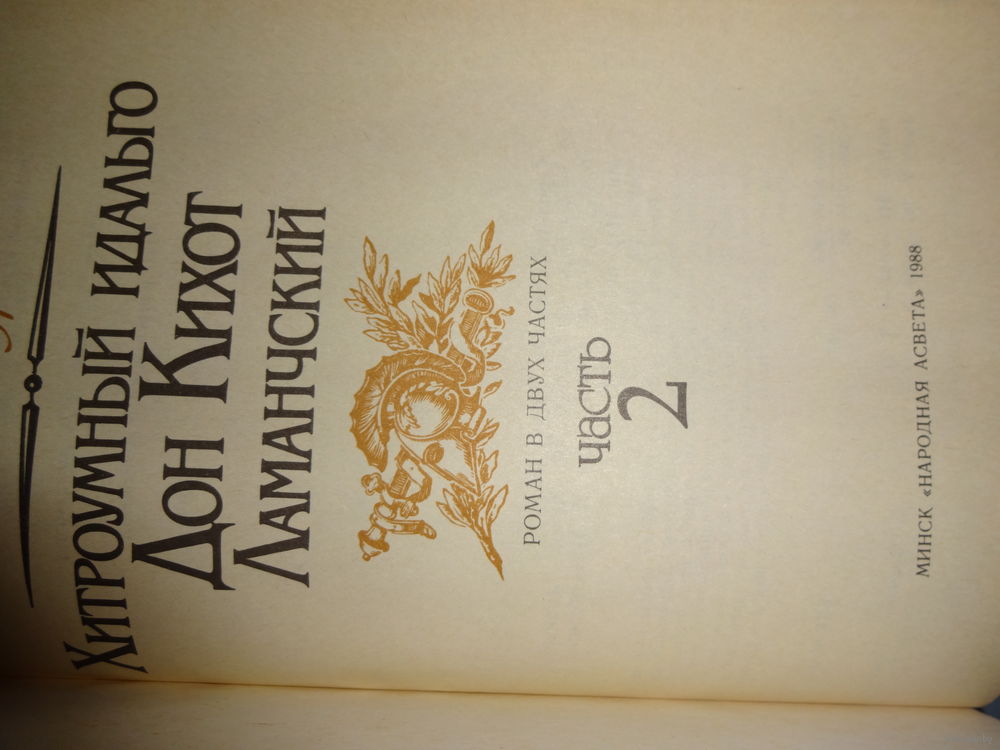 Хитроумный идальго
Дон Кихот
Ламанчский
РОМАН В ДВУХ ЧАСТЯХ
часть
2
МИНСК «НАРОДНАЯ АСВЕТА» 1988